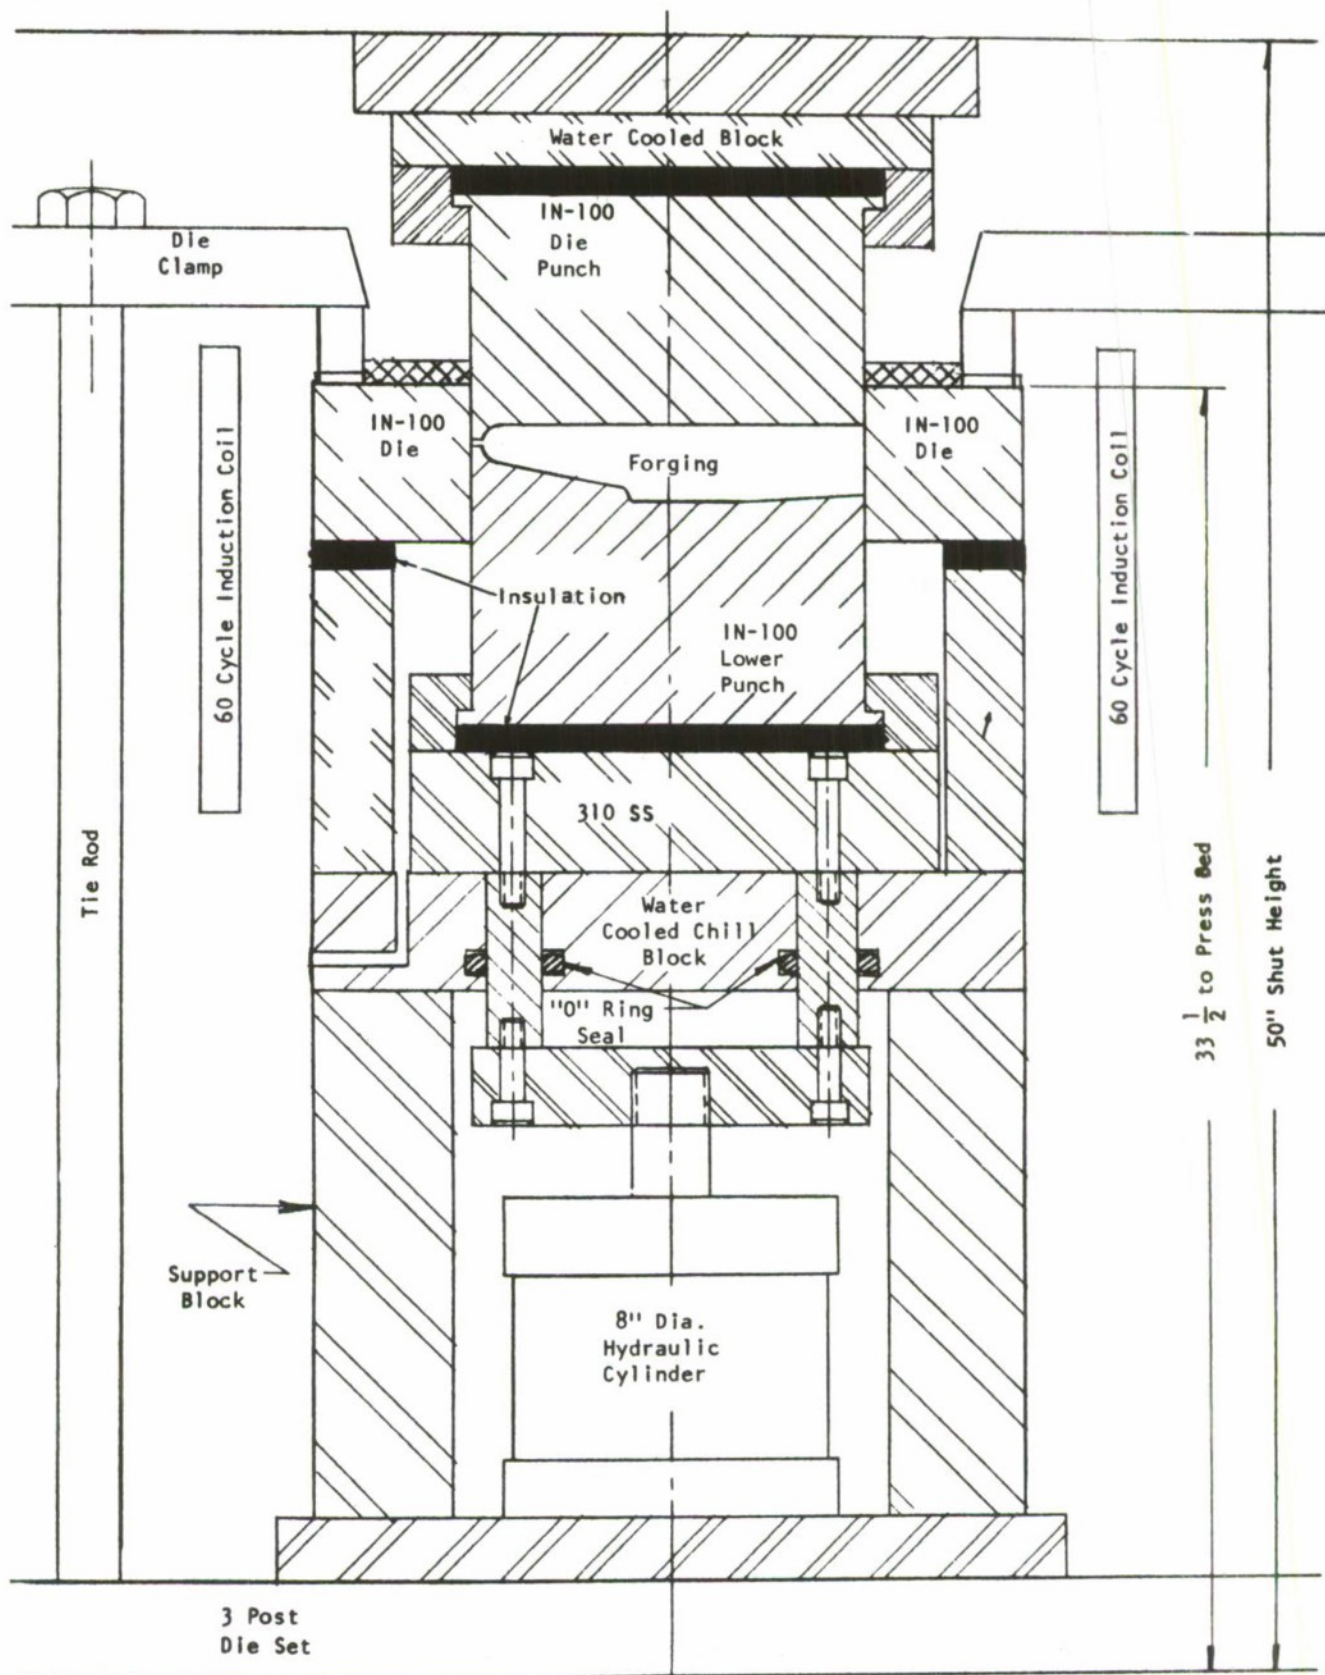 Water Cooled Block
IN-100
Die
Punch
Die
Clamp
IN-100
Die
IN-100
Die
Forging
60 Cycle Induction Coil
60 Cycle Induction Coil
Insulation
IN-100
Lower
Punch
310 SS
Tie Rod
Water
Cooled Chill
Block
"O" Ring
Seal
33 1/2 to Press Bed
50" Shut Height
Support
Block
8" Dia.
Hydraulic
Cylinder
3 Post
Die Set